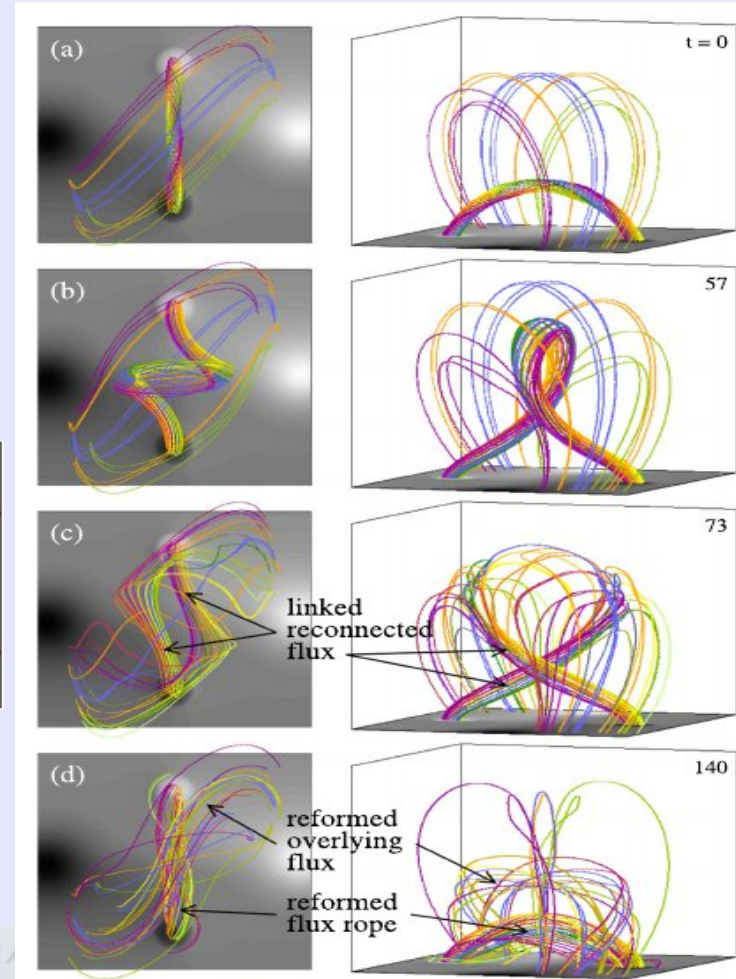 (a)
t = 0
(b)
57
(c)
73
linked
reconnected
flux
(d)
140
reformed
overlying
flux
reformed
flux rope